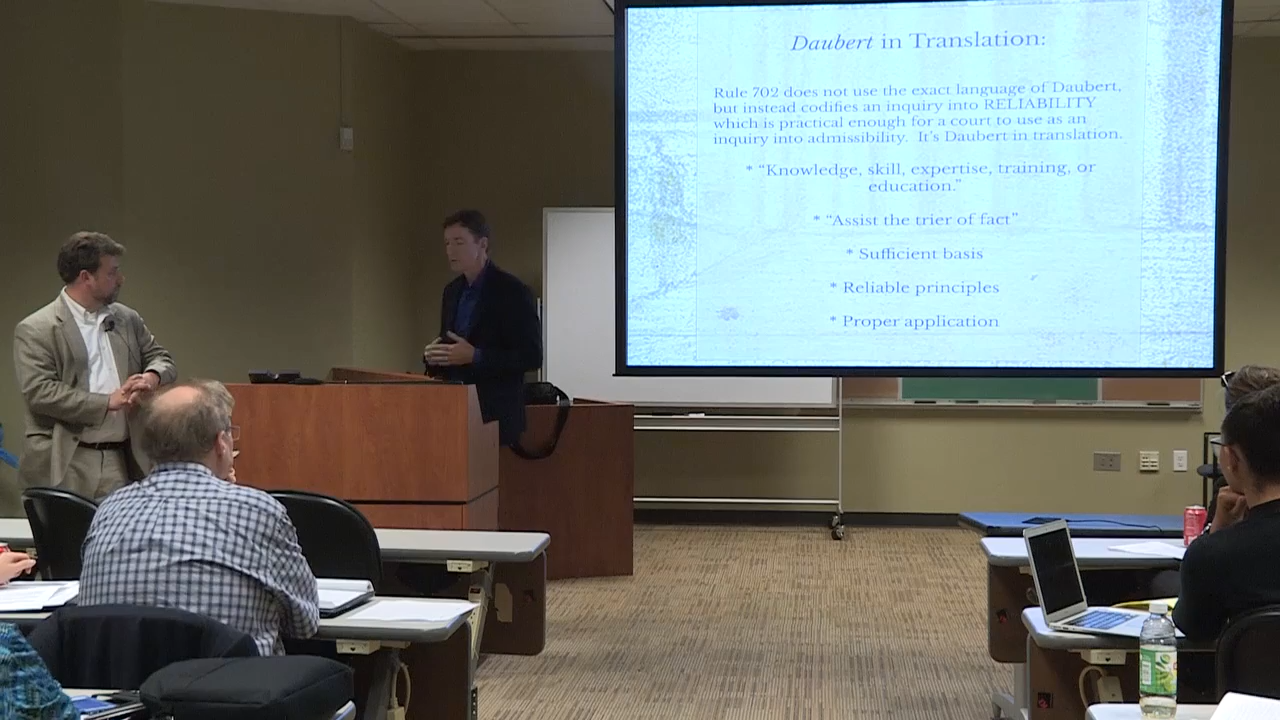 Daubert in Translation:
Rule 702 does not use the exact language of Daubert,
but instead codifies an inquiry into RELIABILITY
which is practical enough for a court to use as an
inquiry into admissibility. It's Daubert in translation.
* “Knowledge, skill, expertise, training, or
education.”
* “Assist the trier of fact”
* Sufficient basis
* Reliable principles
* Proper application